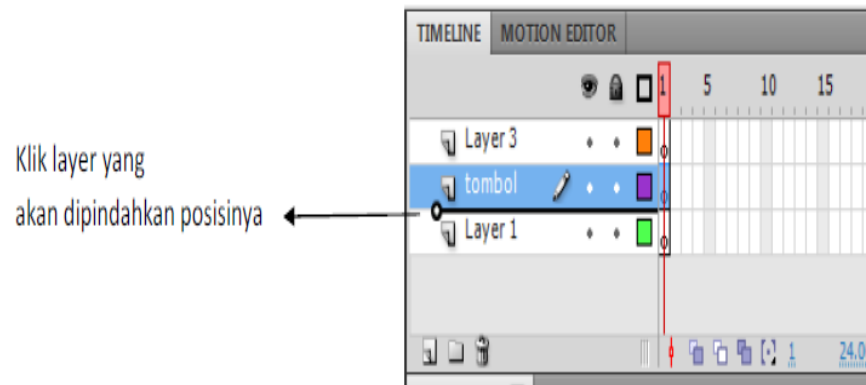 TIMELINE MOTION EDITOR
1 5 10 15
Layer 3
Klik layer yang
tombol
akan dipindahkan posisinya
Layer 1
1 24.0